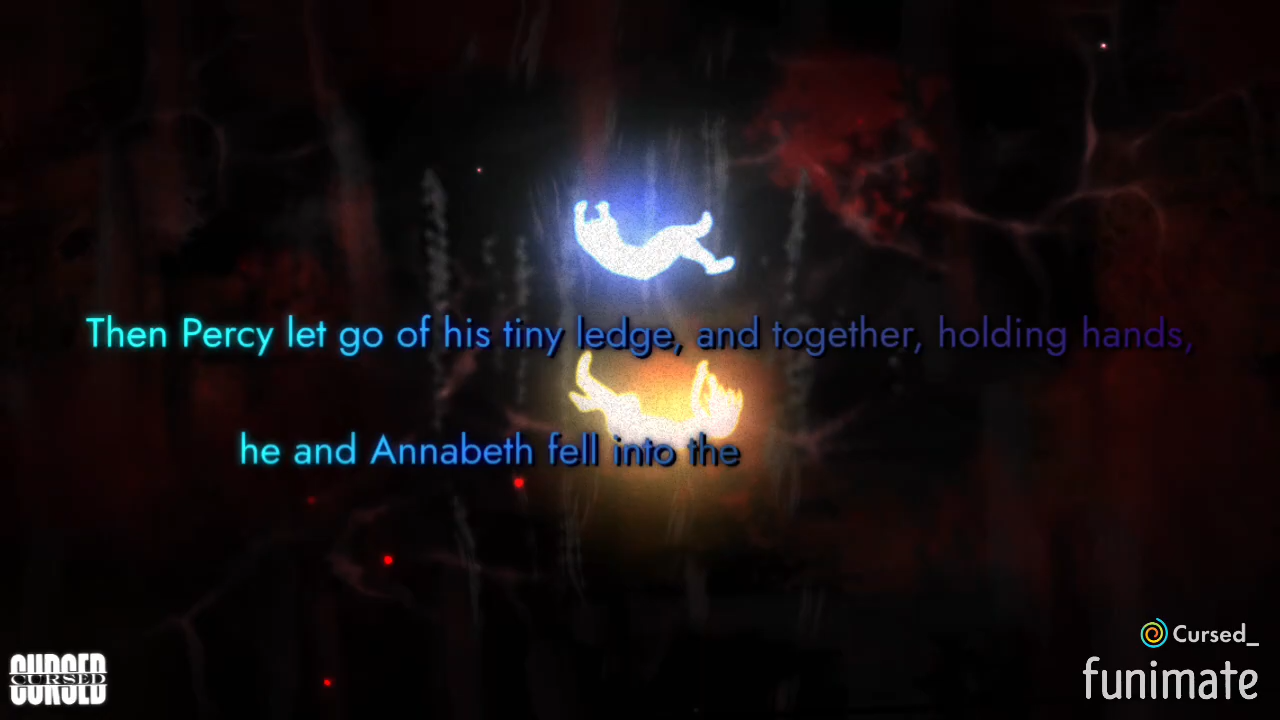 Then Percy let go of his tiny ledge, and together, holding hands,
he and Annabeth fell into the
Cursed_
funimate
CURSED
CURSED
CURSED